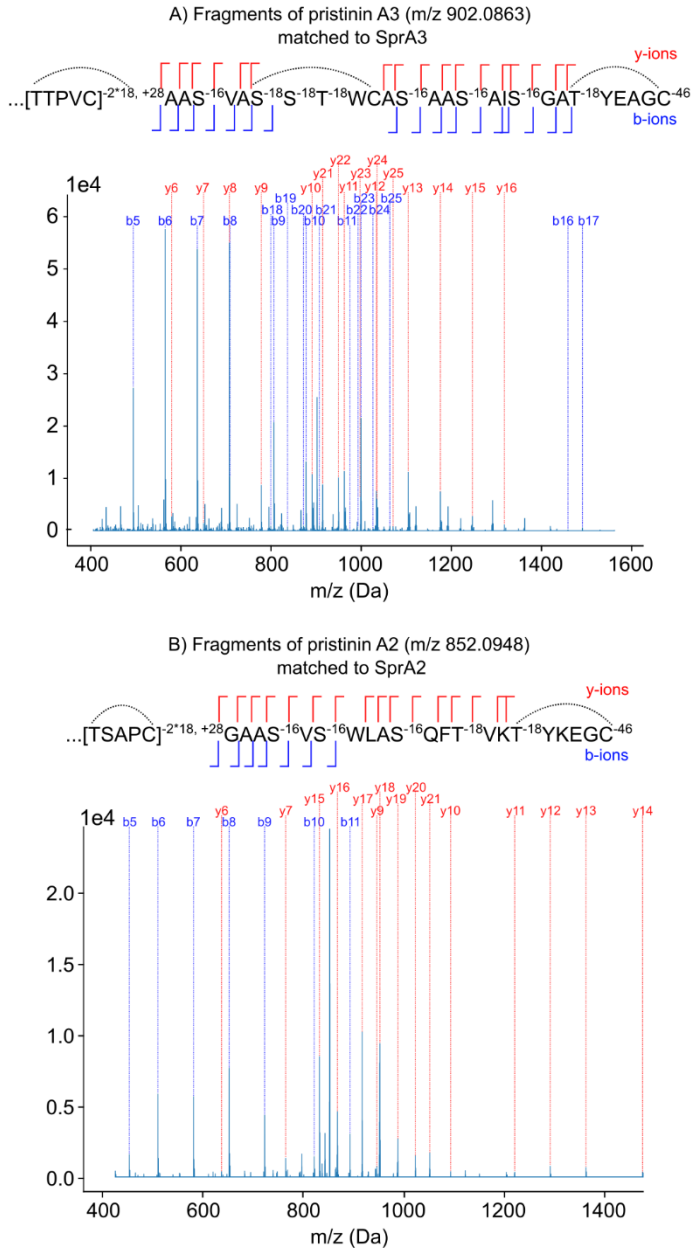 A) Fragments of pristinin A3 (m/z 902.0863)
matched to SprA3
y-ions
...[TTPVC]-2*18, +28AAS-16VAS-18S-18T-18WCAS-16AAS-16AIS-16GAT-18YEAGC-46
b-ions
1e4
y22 y24
y21 y23 y25
y6 y7 y8 y9 y10 y11 y12 y13 y14 y15 y16
b19 b23
b18 b20 b21 b22 b25
b5 b6 b7 b8 b9 b10 b11 b24 b16 b17
6
5
4
3
2
1
0
400 600 800 1000 1200 1400 1600
m/z (Da)
B) Fragments of pristinin A2 (m/z 852.0948)
matched to SprA2
y-ions
...[TSAPC]-2*18, +28GAAS-16VS-16WLAS-16QFT-18VKT-18YKEGC-46
b-ions
1e4
y16 y18 y20
y15 y17 y19 y21
y6 y7 y9 y10 y11 y12 y13 y14
b5 b6 b7 b8 b9 b10 b11
2.0
1.0
0.5
0.0
400 600 800 1000 1200 1400
m/z (Da)